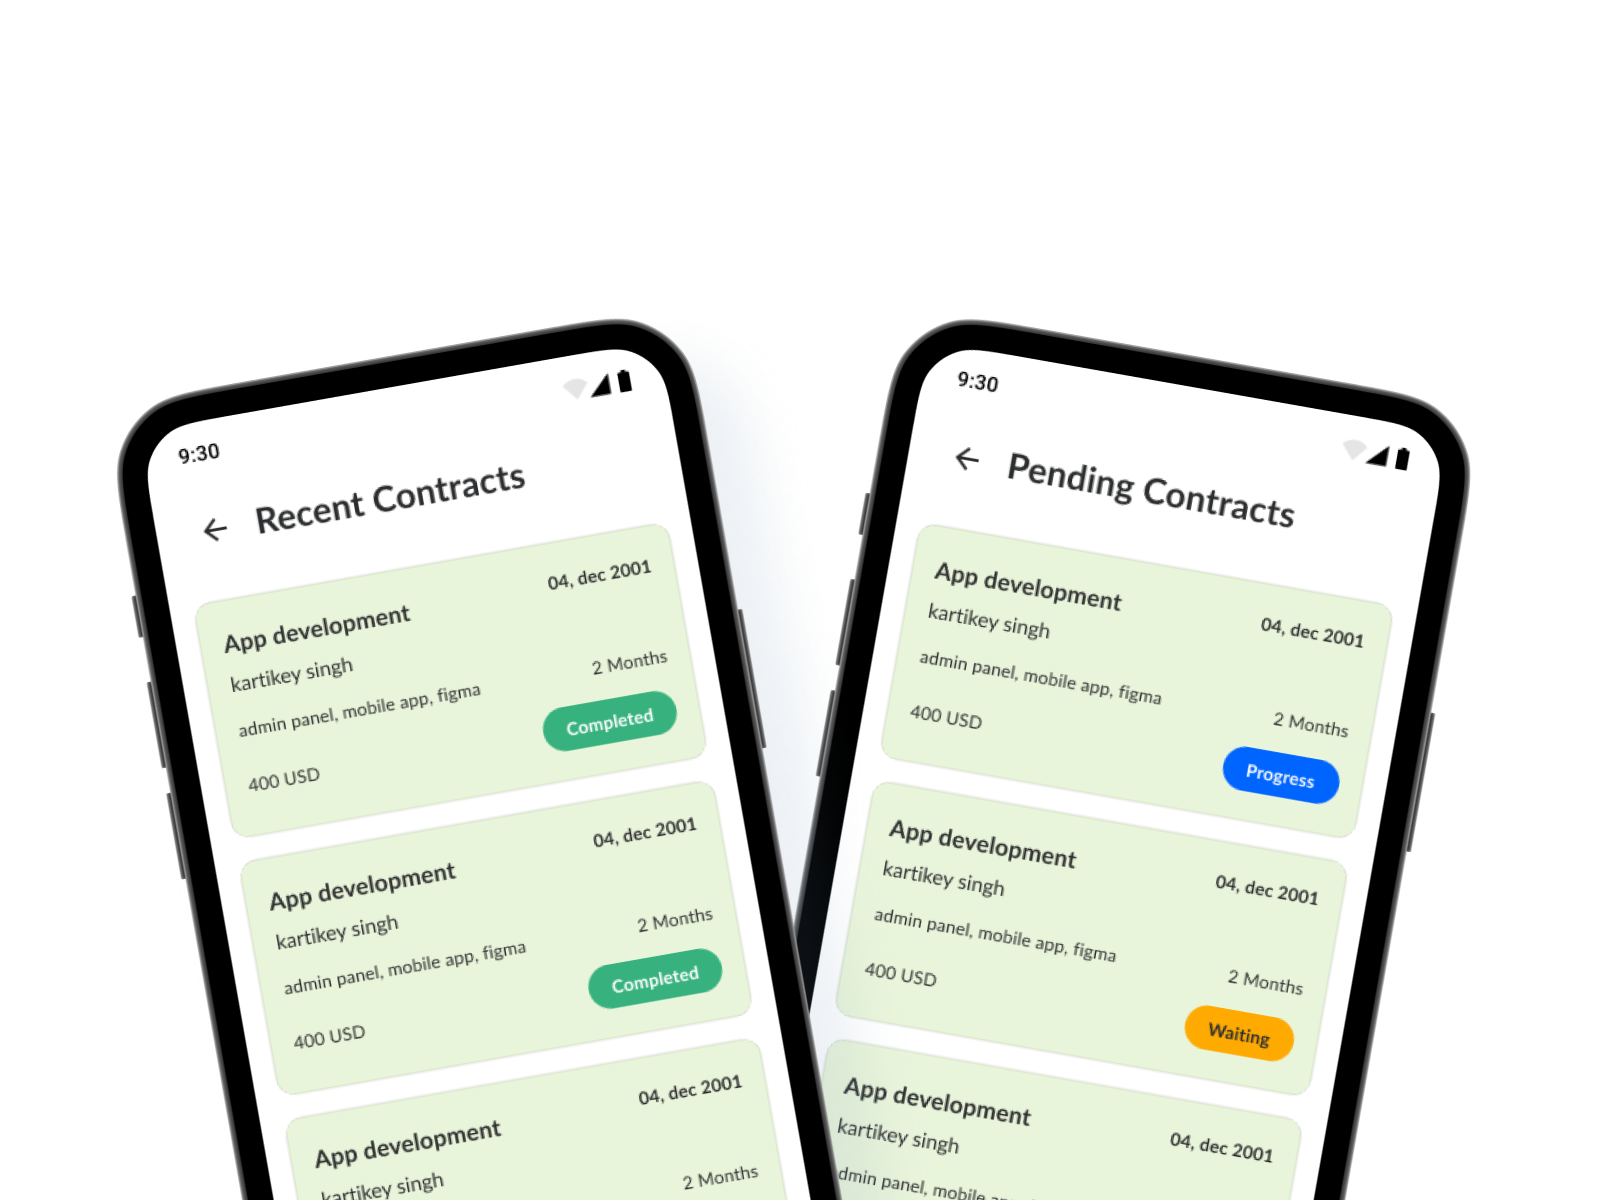 9:30
Recent Contracts
App development
04, dec 2001
kartikey singh
admin panel, mobile app, figma
2 Months
400 USD
Completed
App development
04, dec 2001
kartikey singh
admin panel, mobile app, figma
2 Months
400 USD
Completed
App development
04, dec 2001
kartikey singh
2 Months
9:30
Pending Contracts
App development
04, dec 2001
kartikey singh
admin panel, mobile app, figma
2 Months
400 USD
Progress
App development
04, dec 2001
kartikey singh
admin panel, mobile app, figma
2 Months
400 USD
Waiting
App development
04, dec 2001
kartikey singh
panel, mobile